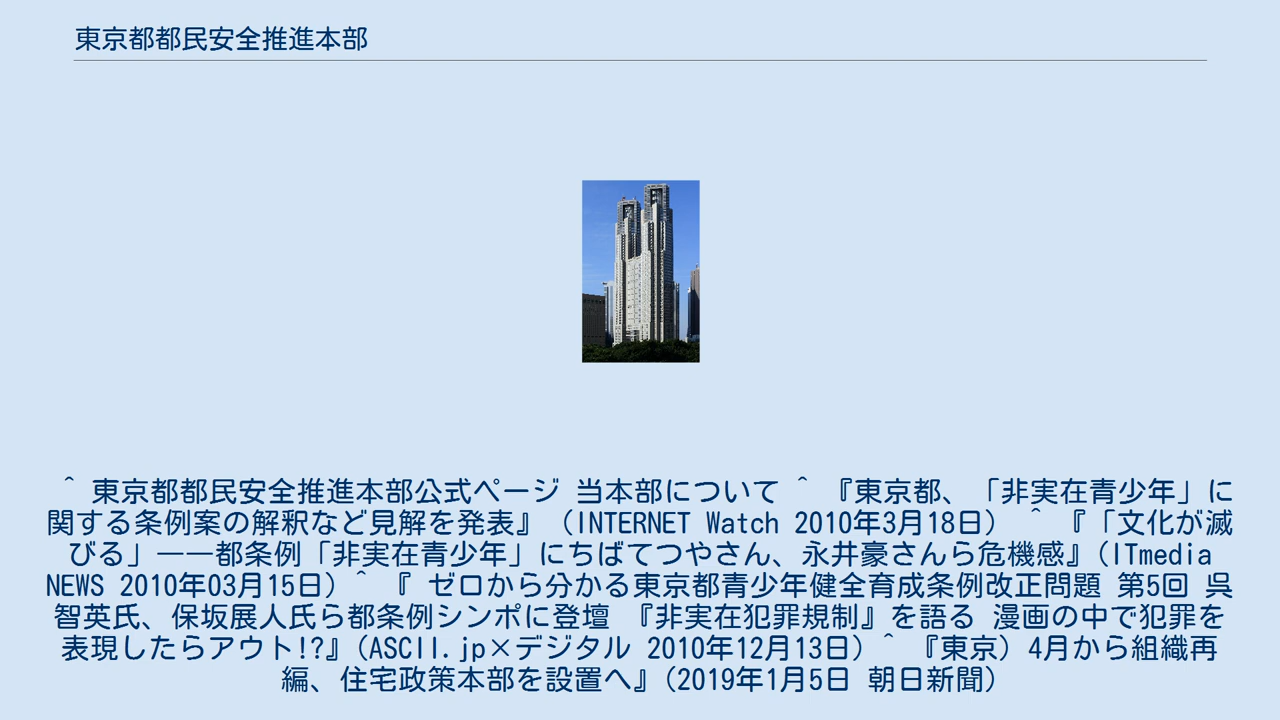 東京都都民安全推進本部
^ 東京都都民安全推進本部公式ページ 当本部について ^ 『東京都、「非実在青少年」に
関する条例案の解釈など見解を発表』 （INTERNET Watch 2010年3月18日） ^ 『「文化が滅
びる」――都条例「非実在青少年」にちばてつやさん、永井豪さんら危機感』（ITmedia
NEWS 2010年03月15日）^ 『 ゼロから分かる東京都青少年健全育成条例改正問題 第5回 呉
智英氏、保坂展人氏ら都条例シンポに登壇 『非実在犯罪規制』を語る 漫画の中で犯罪を
表現したらアウト!?』（ASCII.jp×デジタル 2010年12月13日）^ 『東京）4月から組織再
編、住宅政策本部を設置へ』（2019年1月5日 朝日新聞）